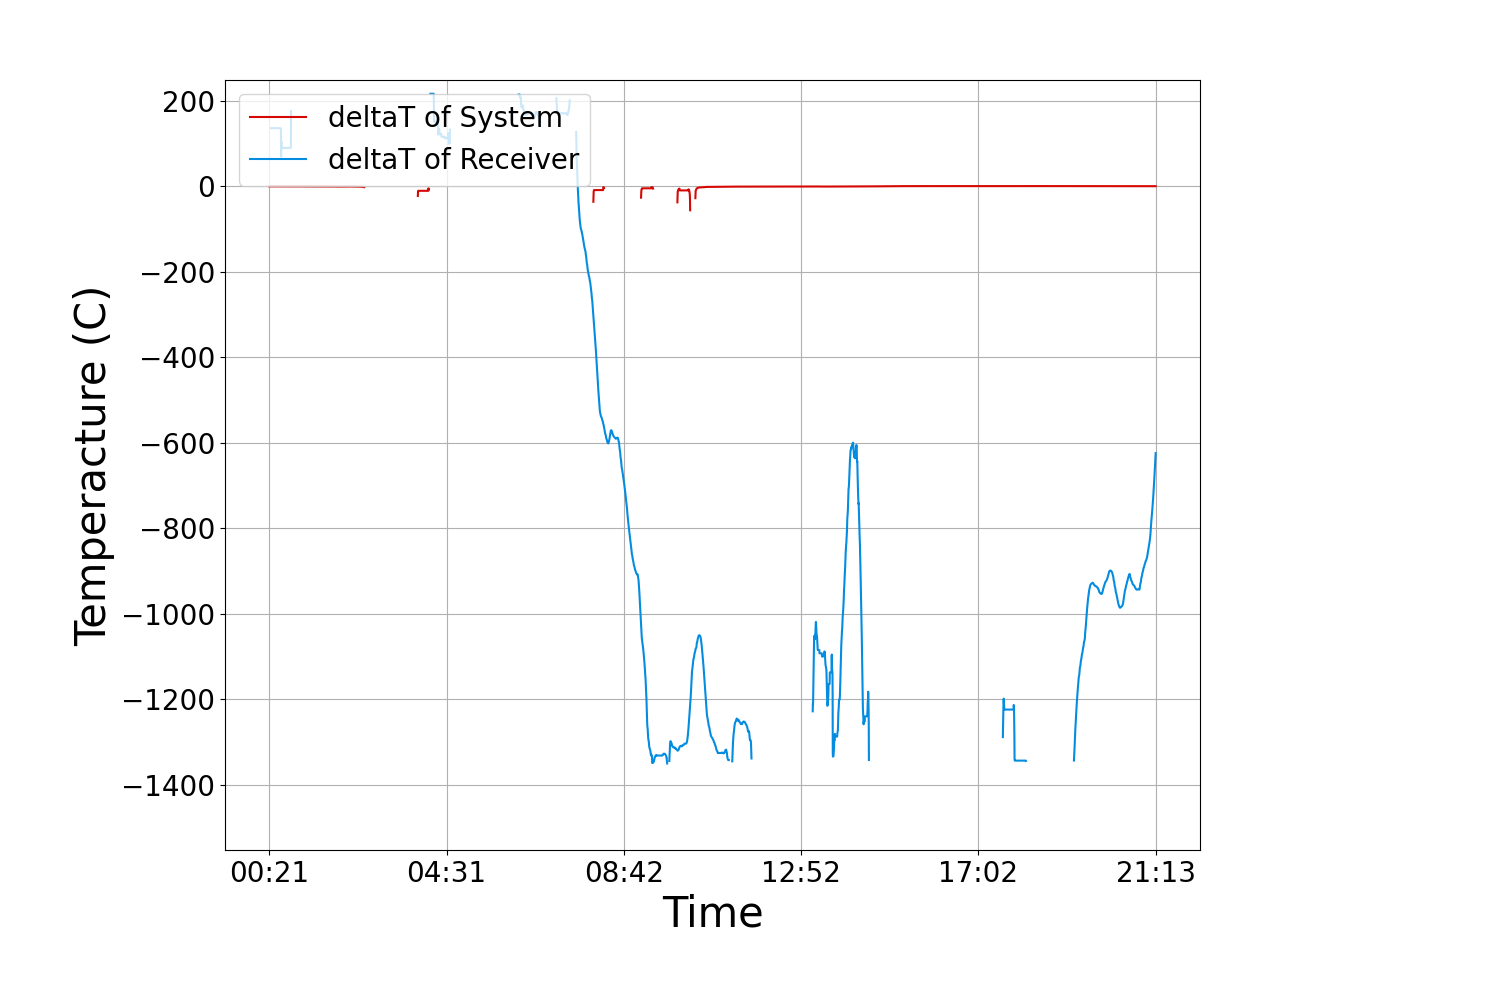 deltaT of System
deltaT of Receiver
200
0
−200
−400
−600
−800
−1000
−1200
−1400
Temperacture (C)
00:21 04:31 08:42 12:52 17:02 21:13
Time